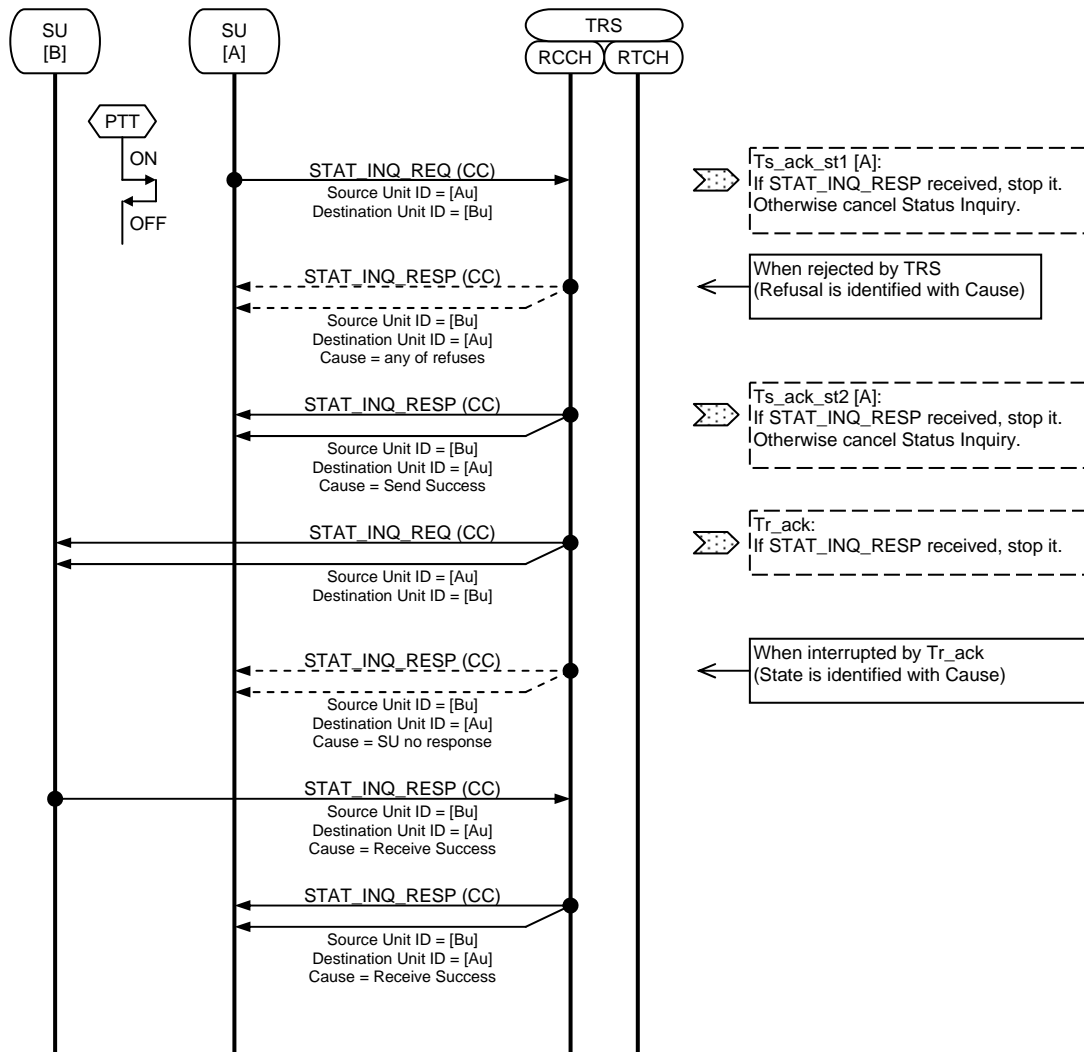 SU
[B]
SU
[A]
TRS
RCCH
RTCH
PTT
ON
OFF
STAT_INQ_REQ (CC)
Source Unit ID = [Au]
Destination Unit ID = [Bu]
Ts_ack_st1 [A]:
If STAT_INQ_RESP received, stop it.
Otherwise cancel Status Inquiry.
STAT_INQ_RESP (CC)
Source Unit ID = [Bu]
Destination Unit ID = [Au]
Cause = any of refuses
When rejected by TRS
(Refusal is identified with Cause)
STAT_INQ_RESP (CC)
Source Unit ID = [Bu]
Destination Unit ID = [Au]
Cause = Send Success
Ts_ack_st2 [A]:
If STAT_INQ_RESP received, stop it.
Otherwise cancel Status Inquiry.
STAT_INQ_REQ (CC)
Source Unit ID = [Au]
Destination Unit ID = [Bu]
Tr_ack:
If STAT_INQ_RESP received, stop it.
STAT_INQ_RESP (CC)
Source Unit ID = [Bu]
Destination Unit ID = [Au]
Cause = SU no response
When interrupted by Tr_ack
(State is identified with Cause)
STAT_INQ_RESP (CC)
Source Unit ID = [Bu]
Destination Unit ID = [Au]
Cause = Receive Success
STAT_INQ_RESP (CC)
Source Unit ID = [Bu]
Destination Unit ID = [Au]
Cause = Receive Success